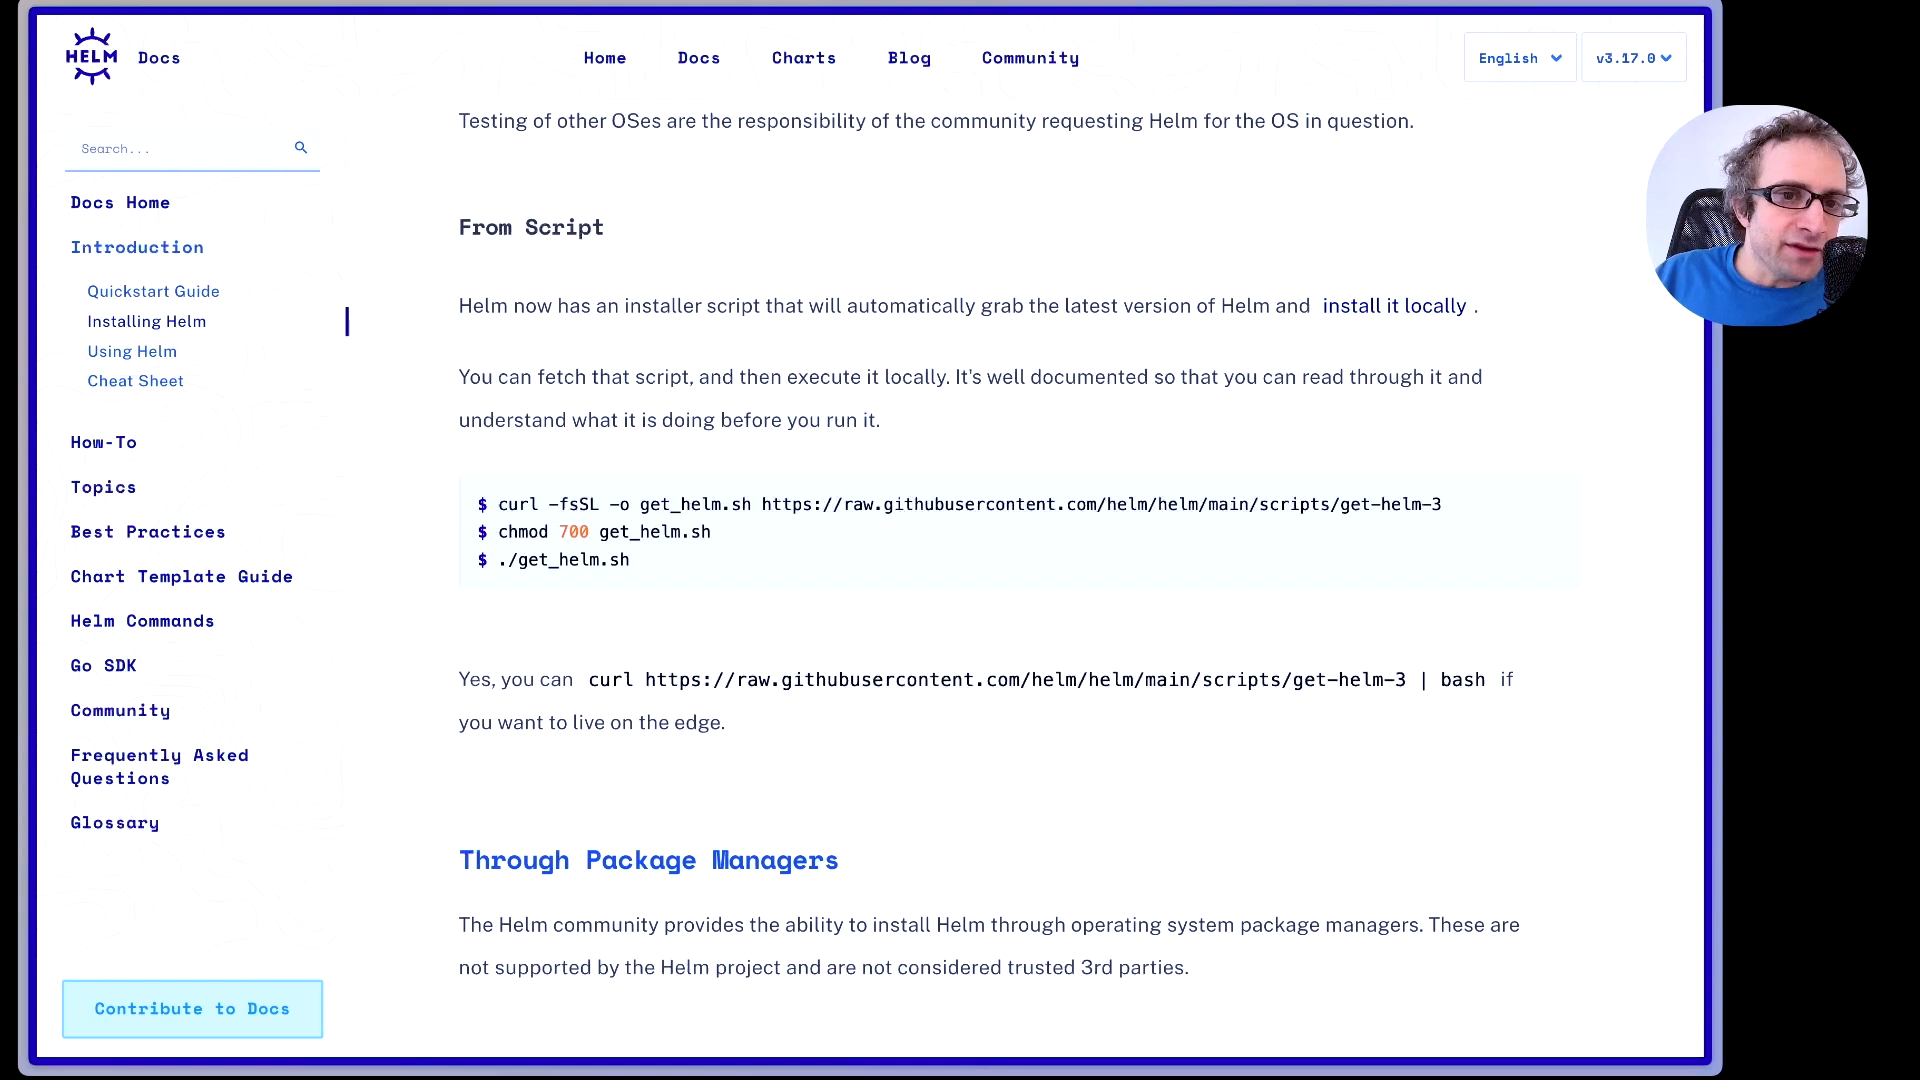 HELM
Docs
Home
Docs
Charts
Blog
Community
English
v3.17.0
Search...
Docs Home
Introduction
Quickstart Guide
Installing Helm
Using Helm
Cheat Sheet
How-To
Topics
Best Practices
Chart Template Guide
Helm Commands
Go SDK
Community
Frequently Asked
Questions
Glossary
Contribute to Docs
Testing of other OSes are the responsibility of the community requesting Helm for the OS in question.
From Script
Helm now has an installer script that will automatically grab the latest version of Helm and install it locally .
You can fetch that script, and then execute it locally. It's well documented so that you can read through it and
understand what it is doing before you run it.
$ curl -fsSL -o get_helm.sh https://raw.githubusercontent.com/helm/helm/main/scripts/get-helm-3
$ chmod 700 get_helm.sh
$ ./get_helm.sh
Yes, you can curl https://raw.githubusercontent.com/helm/helm/main/scripts/get-helm-3 | bash if
you want to live on the edge.
Through Package Managers
The Helm community provides the ability to install Helm through operating system package managers. These are
not supported by the Helm project and are not considered trusted 3rd parties.